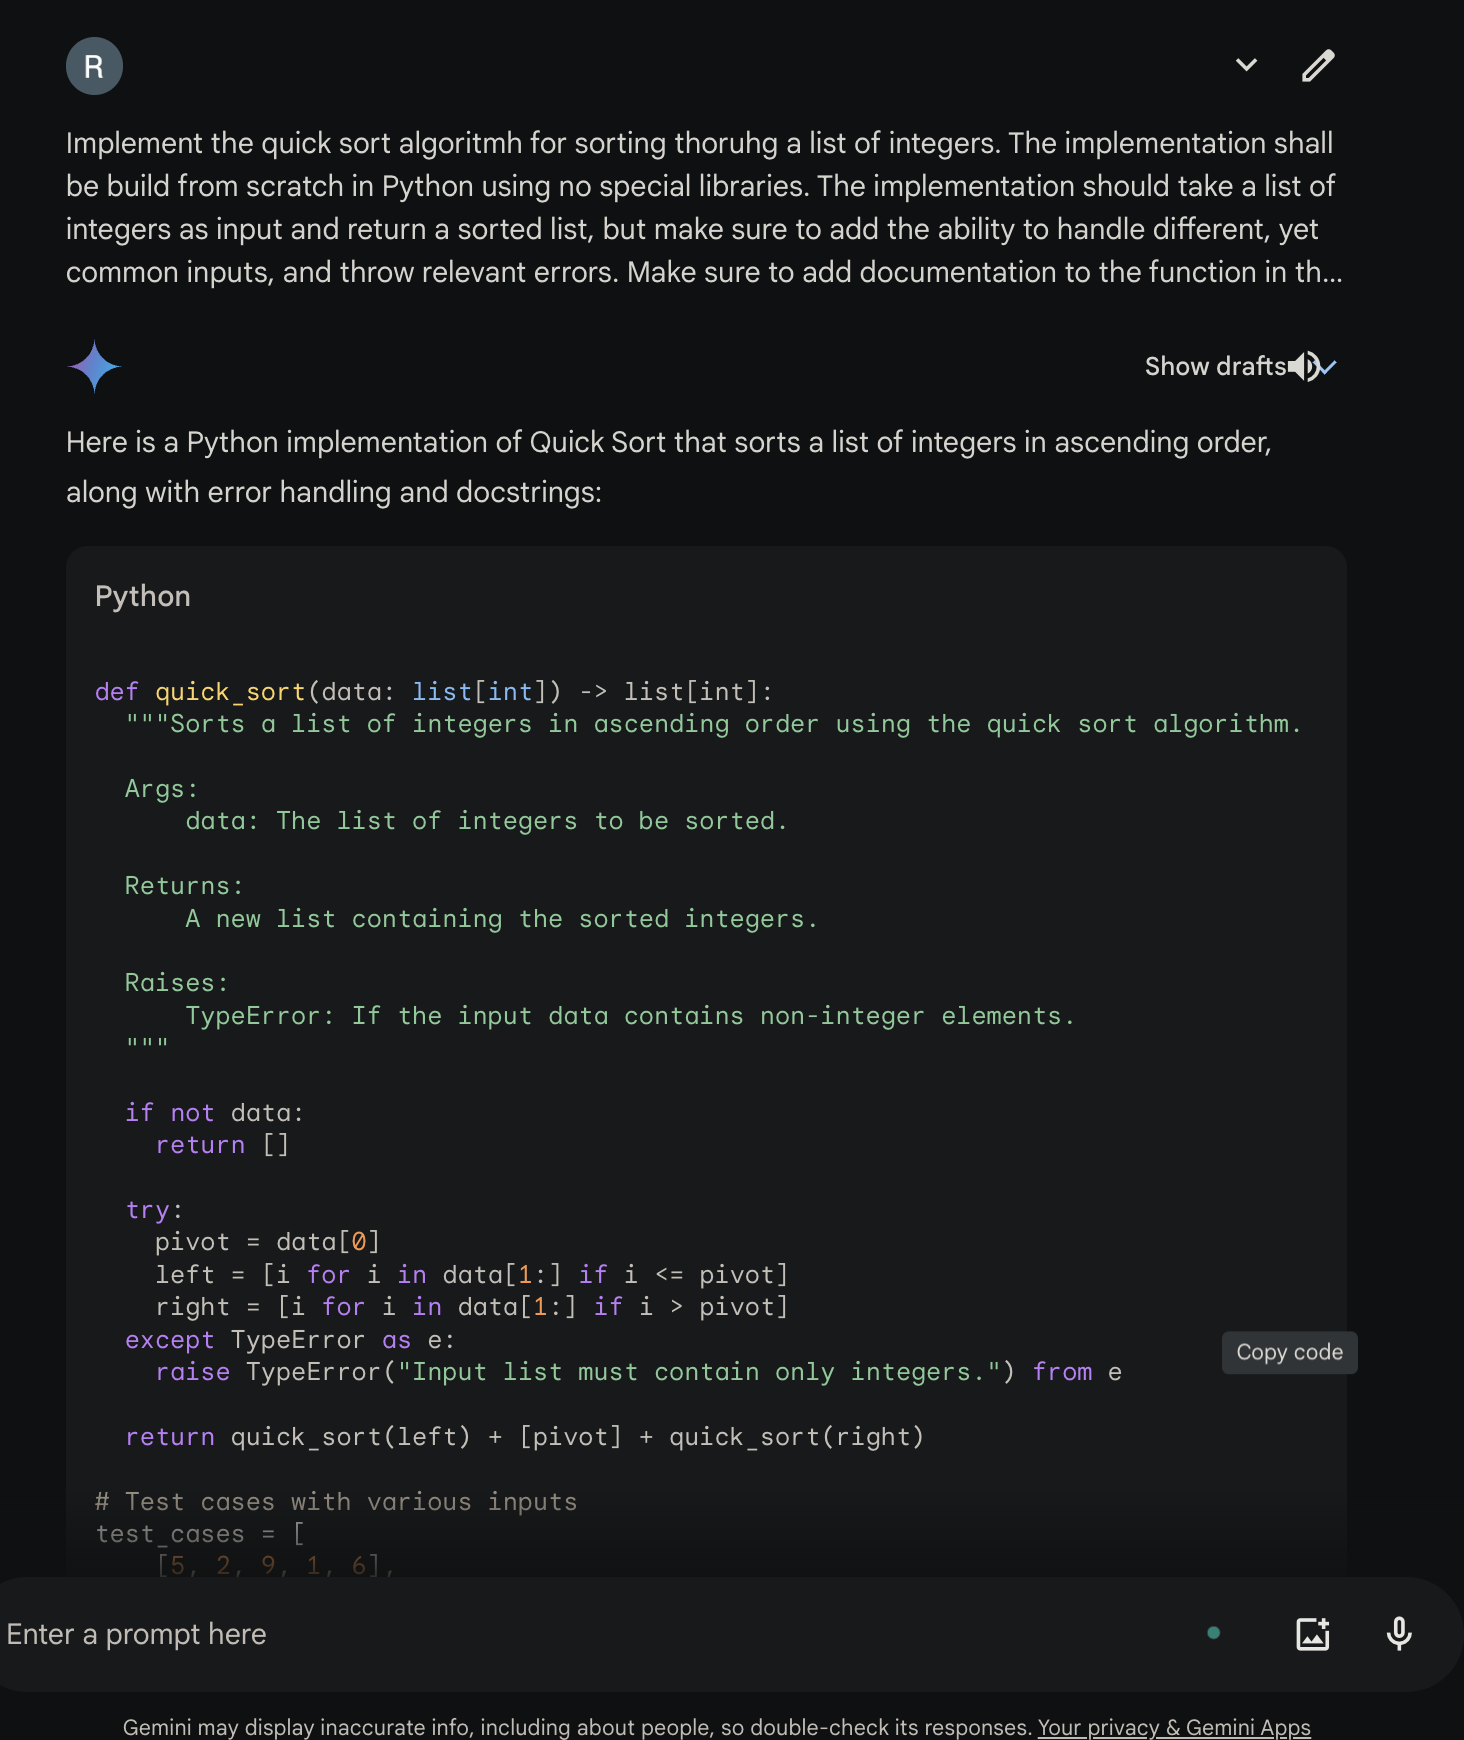 R
Implement the quick sort algoritmh for sorting thoruhg a list of integers. The implementation shall
be build from scratch in Python using no special libraries. The implementation should take a list of
integers as input and return a sorted list, but make sure to add the ability to handle different, yet
common inputs, and throw relevant errors. Make sure to add documentation to the function in th...
Show drafts
Here is a Python implementation of Quick Sort that sorts a list of integers in ascending order,
along with error handling and docstrings:
Python
def quick_sort(data: list[int]) -> list[int]:
  """Sorts a list of integers in ascending order using the quick sort algorithm.
  Args:
      data: The list of integers to be sorted.
  Returns:
      A new list containing the sorted integers.
  Raises:
      TypeError: If the input data contains non-integer elements.
  """
  if not data:
    return []
  try:
    pivot = data[0]
    left = [i for i in data[1:] if i <= pivot]
    right = [i for i in data[1:] if i > pivot]
  except TypeError as e:
    raise TypeError("Input list must contain only integers.") from e
Copy code
  return quick_sort(left) + [pivot] + quick_sort(right)
# Test cases with various inputs
test_cases = [
    [5, 2, 9, 1, 6],
Enter a prompt here
Gemini may display inaccurate info, including about people, so double-check its responses. Your privacy & Gemini Apps